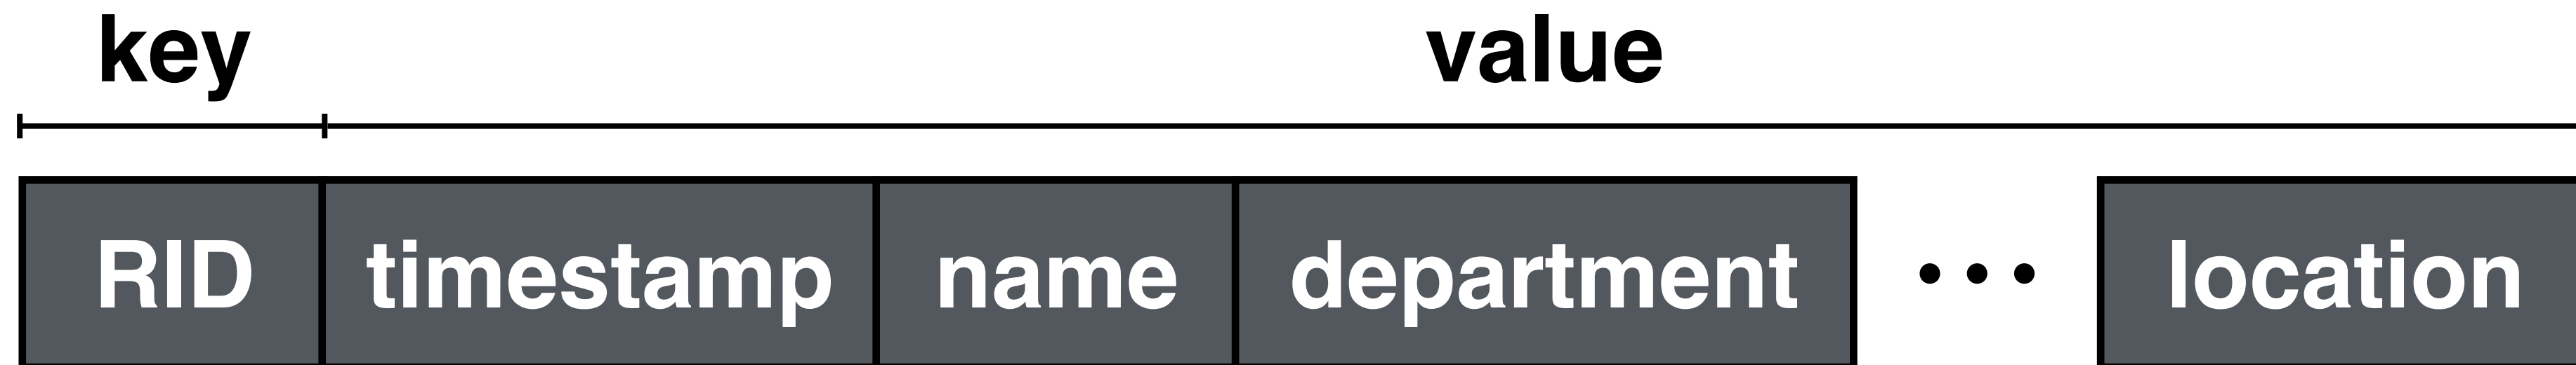 key value
RID timestamp name department ••• location